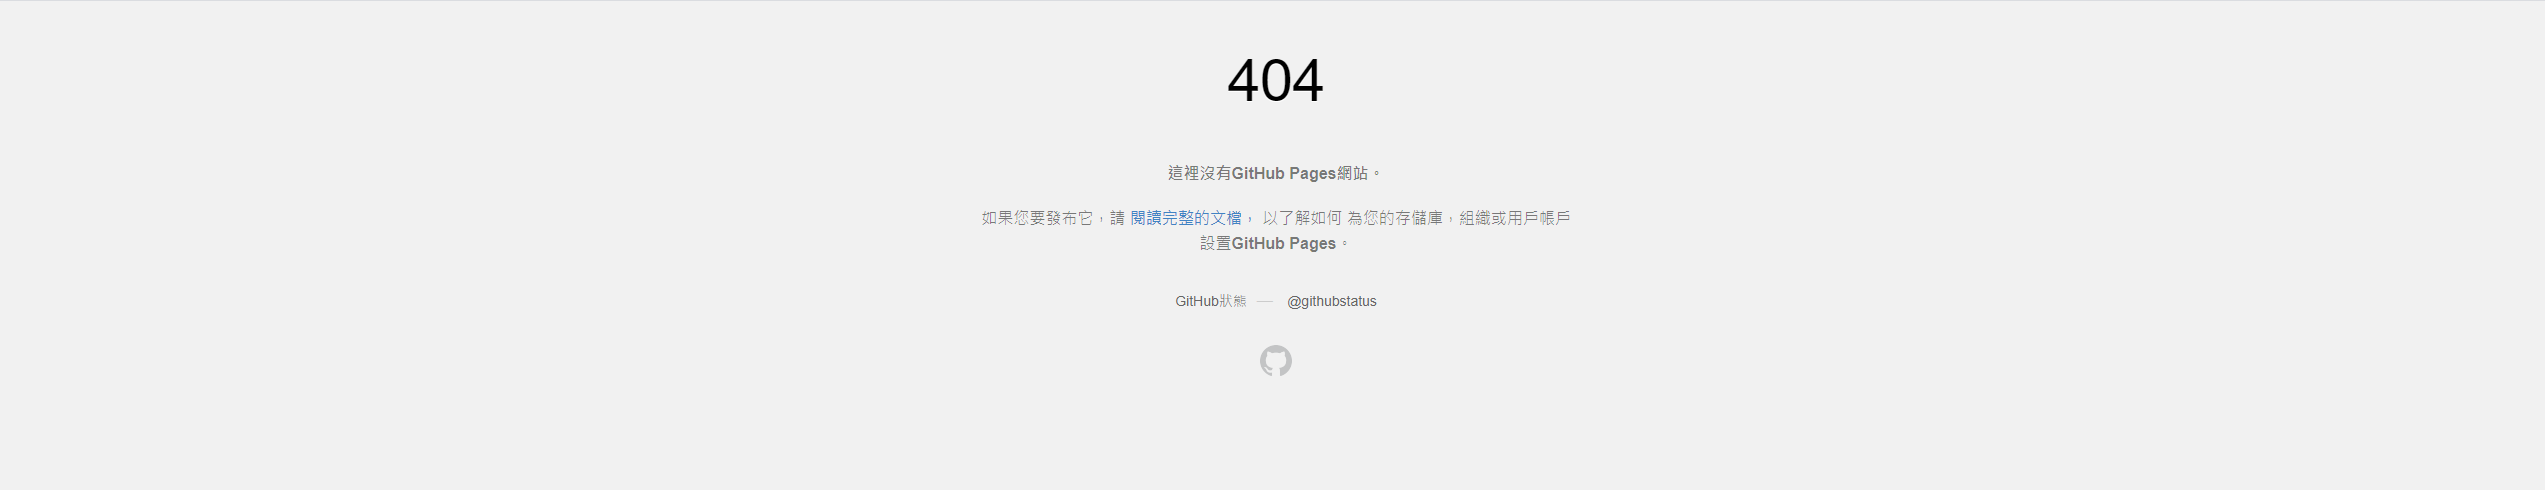 404
這裡沒有GitHub Pages網站。
如果您要發布它，請 閱讀完整的文檔， 以了解如何 為您的存儲庫，組織或用戶帳戶
設置GitHub Pages。
GitHub狀態 — @githubstatus